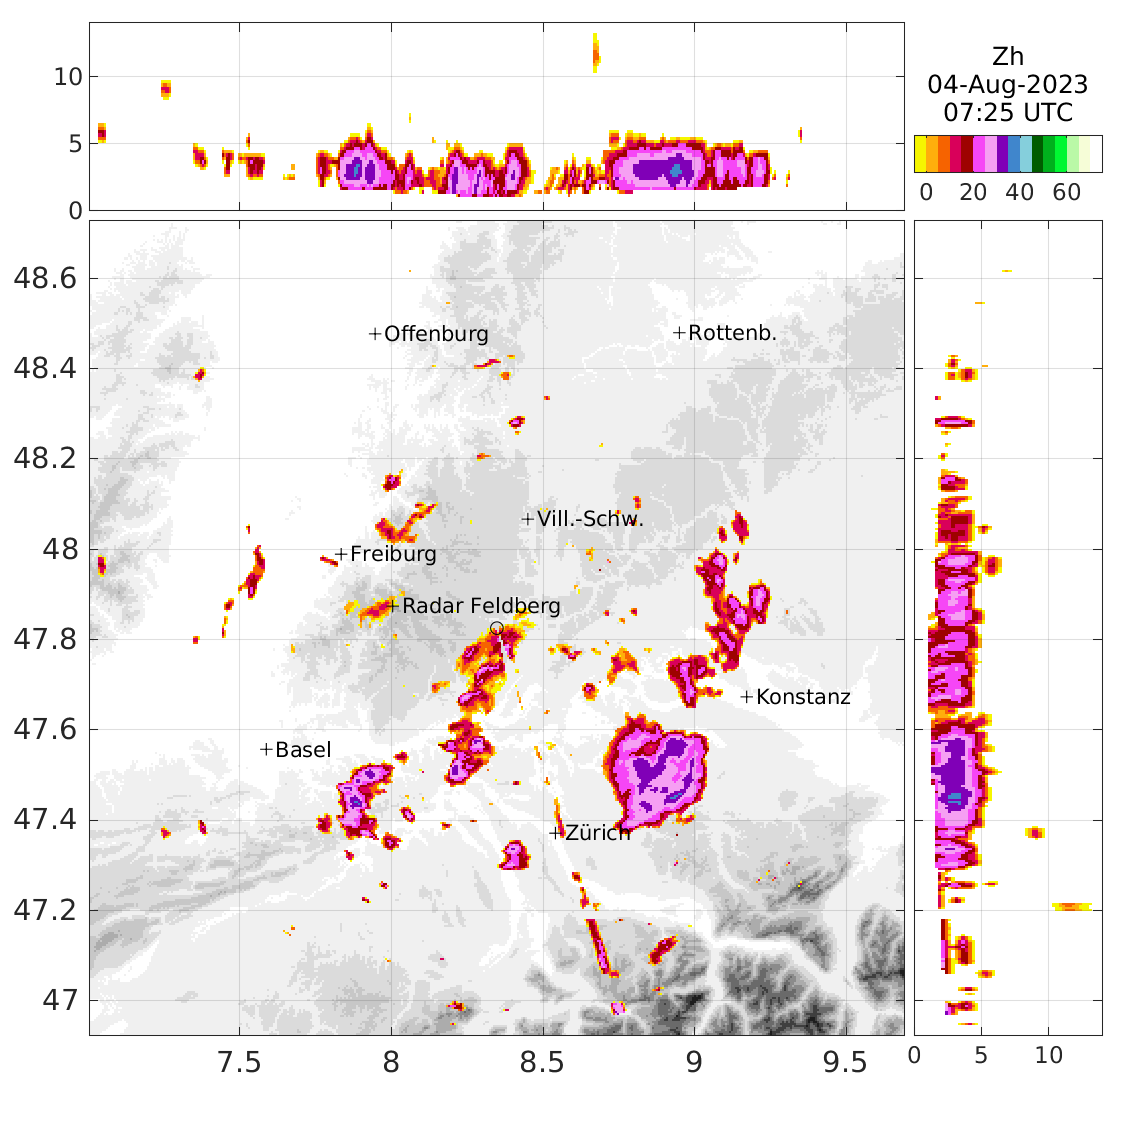 Zh
04-Aug-2023
07:25 UTC
0 20 40 60
10
5
0
48.6
48.4
48.2
48
47.8
47.6
47.4
47.2
47
+Offenburg
+Rottenb.
+Vill.-Schw.
+Freiburg
+Radar Feldberg
+Konstanz
+Basel
+Zürich
7.5 8 8.5 9 9.5
0 5 10